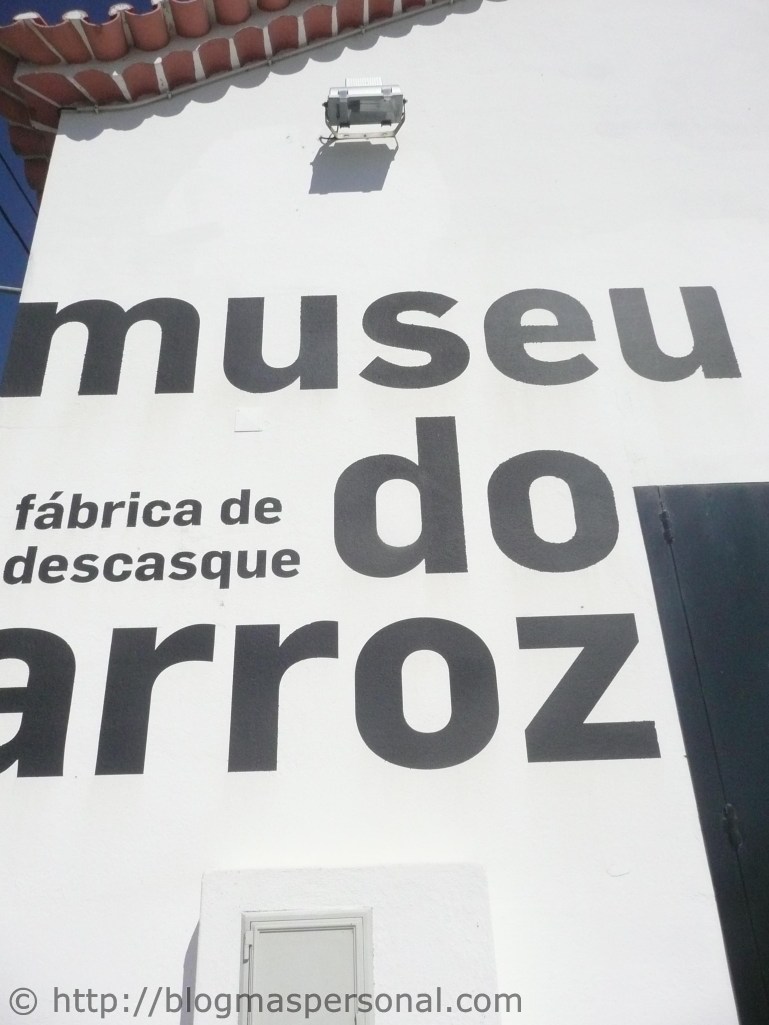 museu
do
fábrica de
descasque
arroz
© http://blogmaspersonal.com